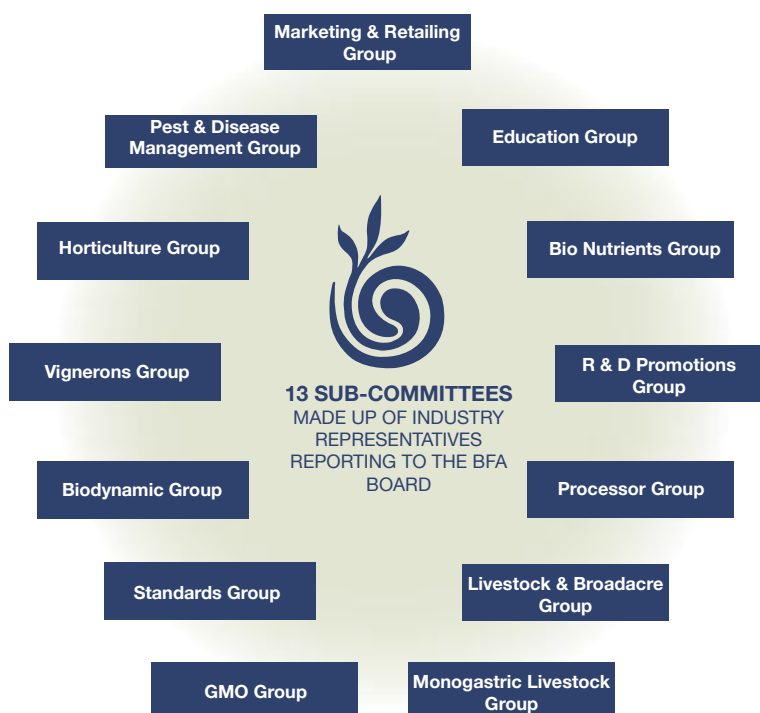 Marketing & Retailing
Group
Pest & Disease
Management Group
Education Group
Horticulture Group
Bio Nutrients Group
Vignerons Group
R & D Promotions
Group
13 SUB-COMMITTEES
MADE UP OF INDUSTRY
REPRESENTATIVES
REPORTING TO THE BFA
BOARD
Biodynamic Group
Processor Group
Standards Group
Livestock & Broadacre
Group
GMO Group
Monogastric Livestock
Group